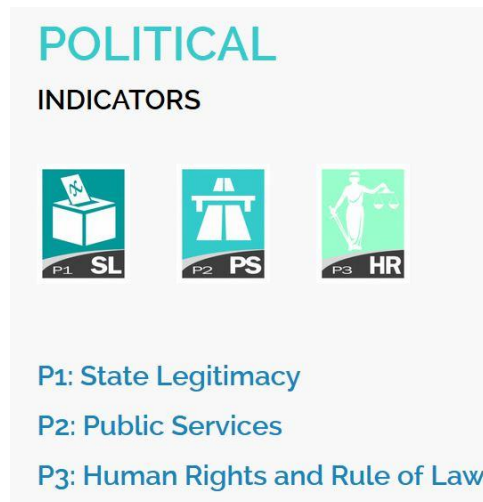 POLITICAL
INDICATORS
P1 SL P2 PS P3 HR
P1: State Legitimacy
P2: Public Services
P3: Human Rights and Rule of Law